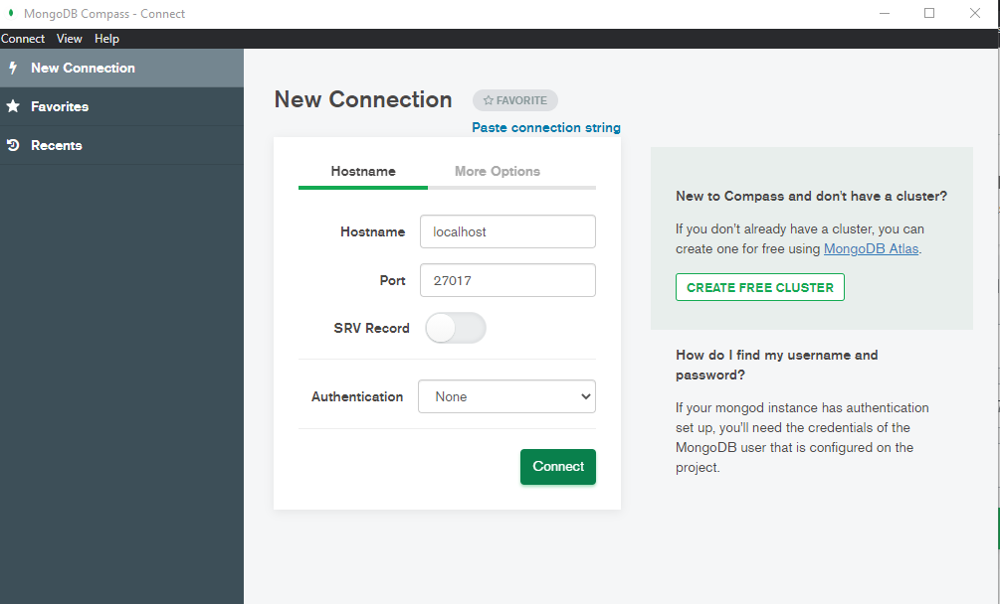 MongoDB Compass - Connect
Connect View Help
New Connection
Favorites
Recents
New Connection
FAVORITE
Paste connection string
Hostname
More Options
Hostname
localhost
Port
27017
SRV Record
Authentication
None
Connect
New to Compass and don't have a cluster?
If you don't already have a cluster, you can
create one for free using MongoDB Atlas.
CREATE FREE CLUSTER
How do I find my username and
password?
If your mongod instance has authentication
set up, you'll need the credentials of the
MongoDB user that is configured on the
project.